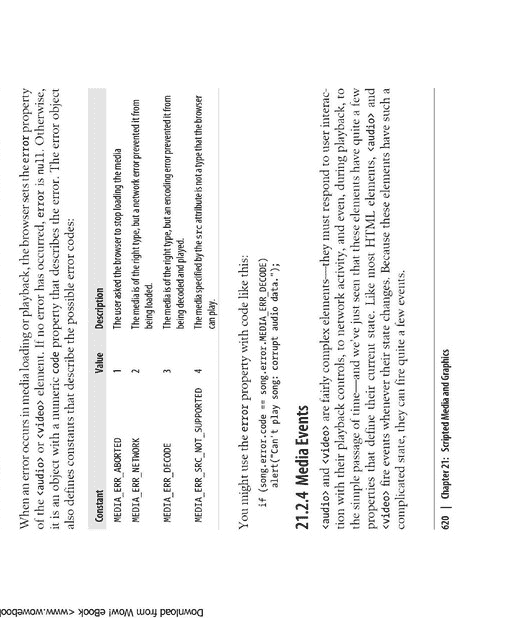 When an error occurs in media loading or playback, the browser sets the error property
of the <audio> or <video> element. If no error has occurred, error is null. Otherwise,
it is an object with a numeric code property that describes the error. The error object
also defines constants that describe the possible error codes:
Constant Value Description
MEDIA_ERR_ABORTED 1 The user asked the browser to stop loading the media
MEDIA_ERR_NETWORK 2 The media is of the right type, but a network error prevented it from
being loaded.
MEDIA_ERR_DECODE 3 The media is of the right type, but an encoding error prevented it from
being decoded and played.
MEDIA_ERR_SRC_NOT_SUPPORTED 4 The media specified by the src attribute is not a type that the browser
can play.
You might use the error property with code like this:
if (song.error.code == song.error.MEDIA_ERR_DECODE)
alert("Can't play song: corrupt audio data.");
21.2.4 Media Events
<audio> and <video> are fairly complex elements—they must respond to user interac-
tion with their playback controls, to network activity, and even, during playback, to
the simple passage of time—and we've just seen that these elements have quite a few
properties that define their current state. Like most HTML elements, <audio> and
<video> fire events whenever their state changes. Because these elements have such a
complicated state, they can fire quite a few events.
620 | Chapter 21: Scripted Media and Graphics
Download from Wow! eBook <www.wowebook